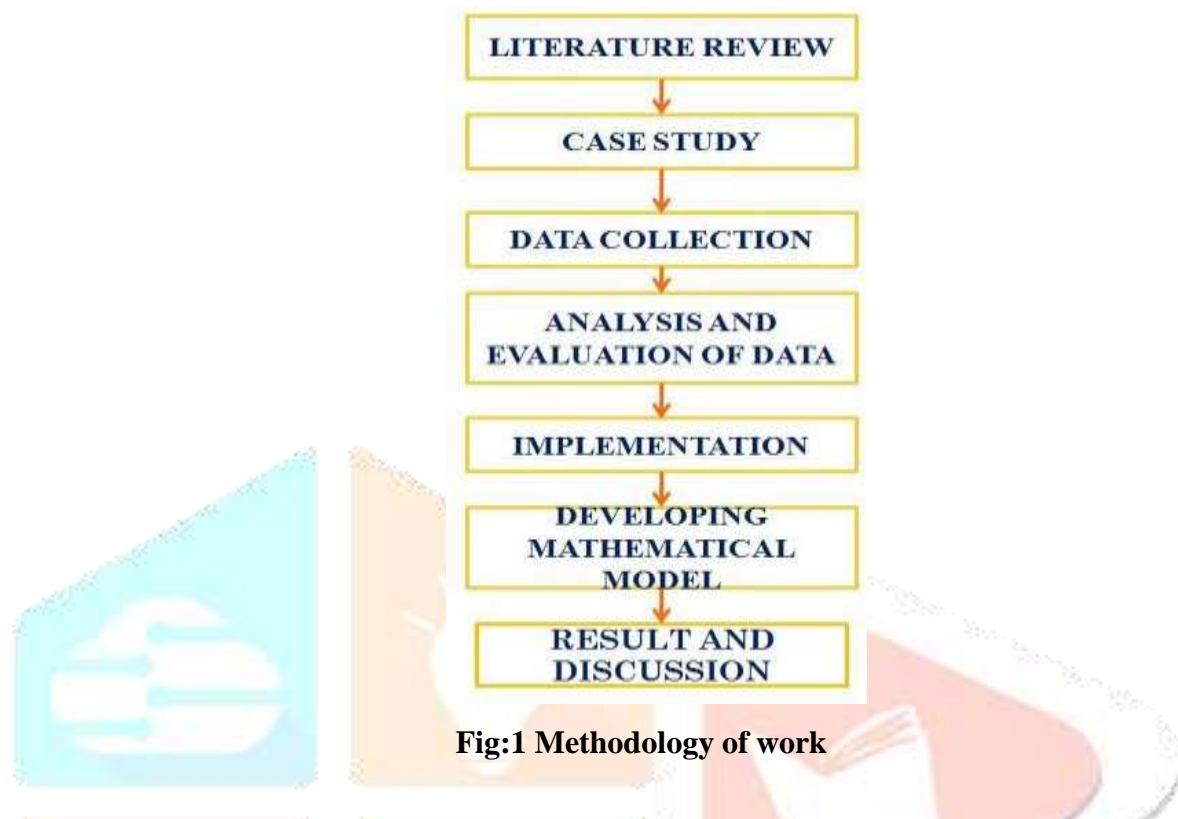 LITERATURE REVIEW
CASE STUDY
DATA COLLECTION
ANALYSIS AND
EVALUATION OF DATA
IMPLEMENTATION
DEVELOPING
MATHEMATICAL
MODEL
RESULT AND
DISCUSSION
Fig:1 Methodology of work